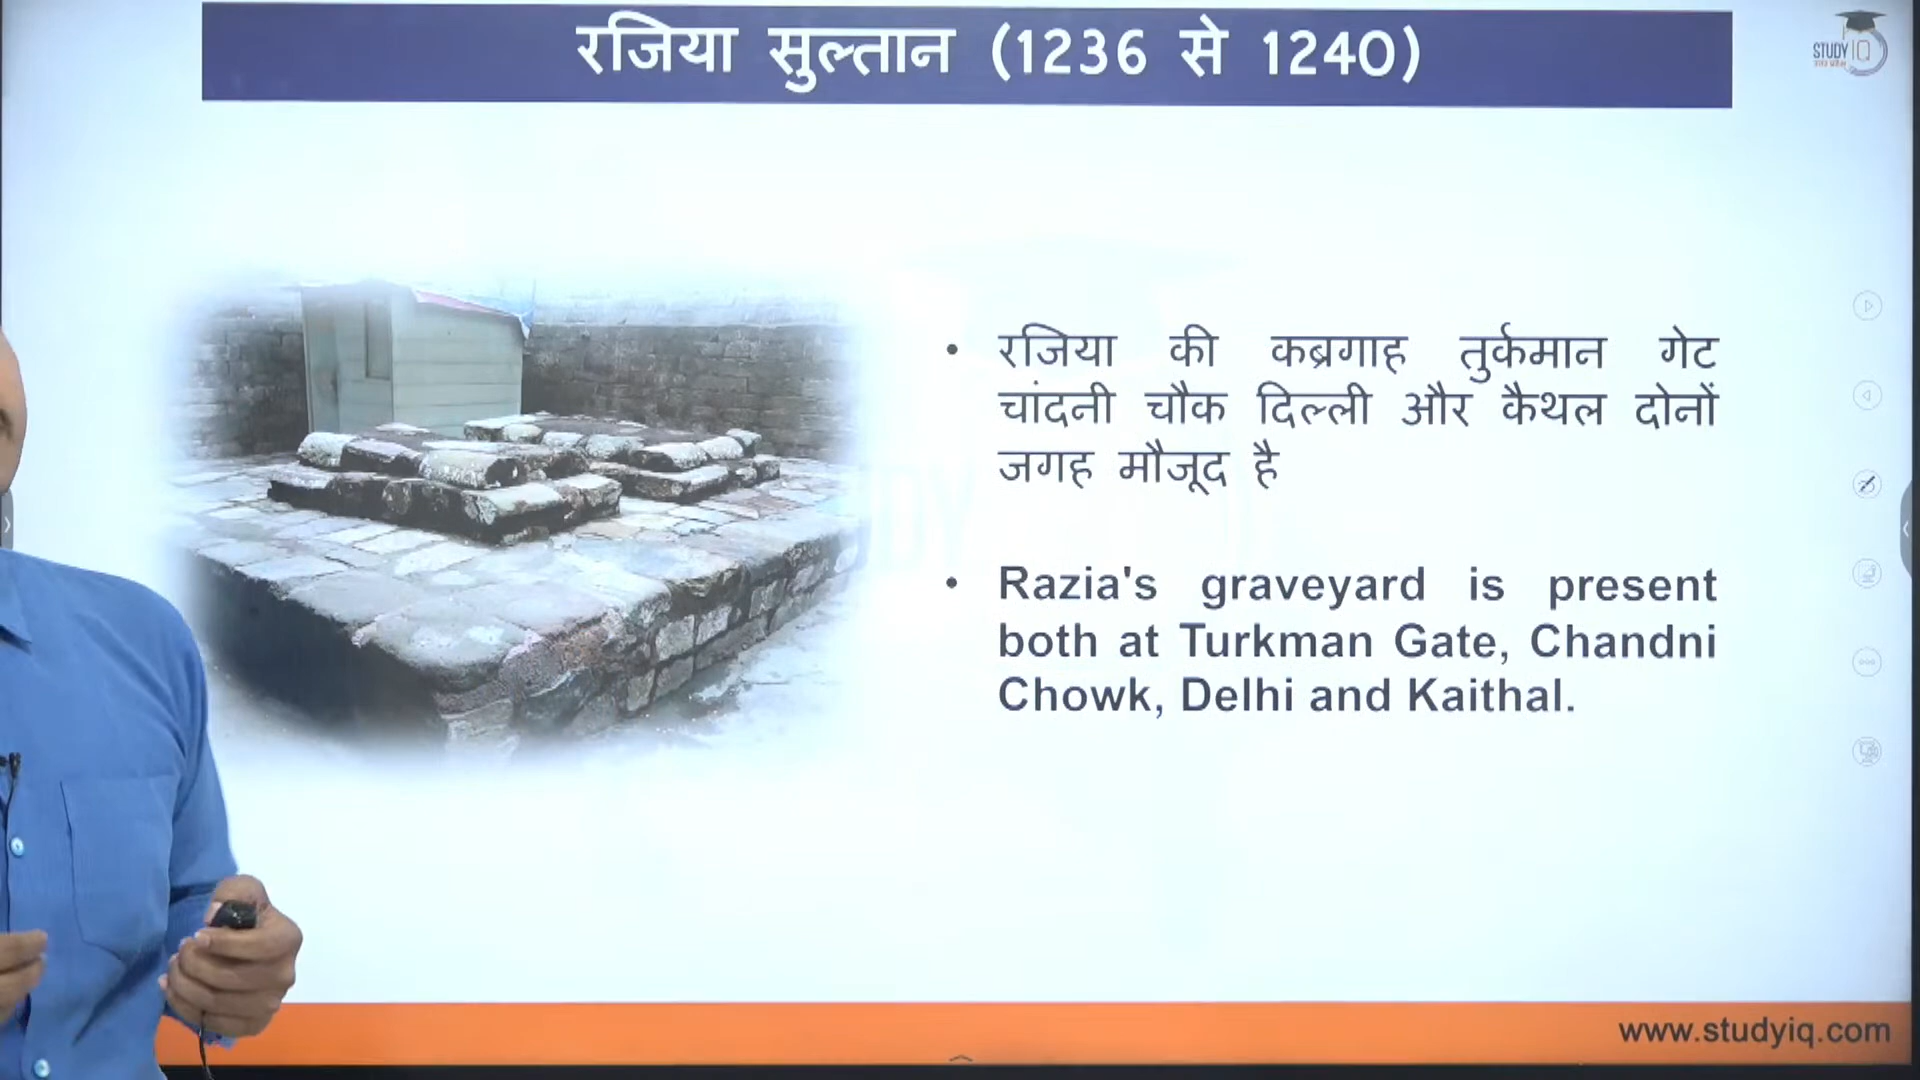 रजिया सुल्तान (1236 से 1240)
STUDY IQ
• रजिया की कब्रगाह तुर्कमान गेट
चांदनी चौक दिल्ली और कैथल दोनों
जगह मौजूद है
• Razia's graveyard is present
both at Turkman Gate, Chandni
Chowk, Delhi and Kaithal.
www.studyiq.com